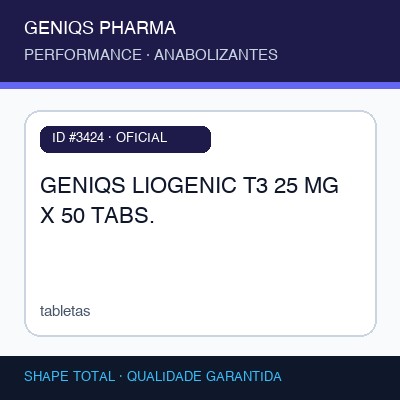 GENIQS PHARMA
PERFORMANCE · ANABOLIZANTES
ID #3424 · OFICIAL
GENIQS LIOGENIC T3 25 MG
X 50 TABS.
tabletas
SHAPE TOTAL · QUALIDADE GARANTIDA